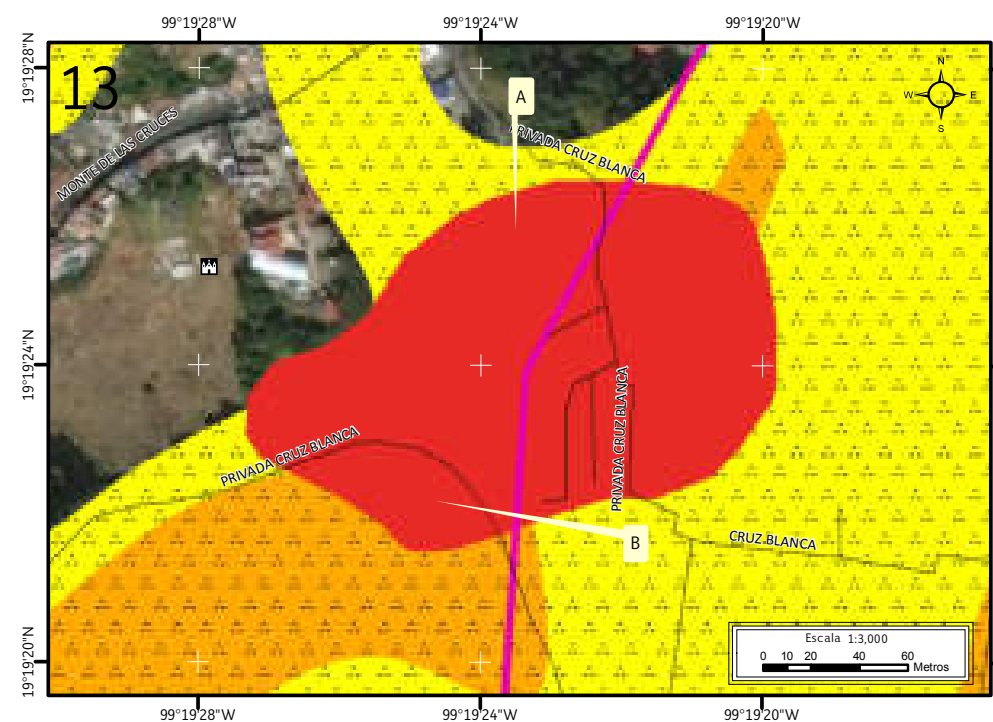 99°19'28"W
99°19'24"W
99°19'20"W
19°19'28"N
13
A
N
W
E
S
MONTE DE LAS CRUCES
PRIVADA CRUZ BLANCA
19°19'24"N
PRIVADA CRUZ BLANCA
PRIVADA CRUZ BLANCA
B
CRUZ BLANCA
19°19'20"N
Escala 1:3,000
0 10 20 40 60
Metros
99°19'28"W
99°19'24"W
99°19'20"W